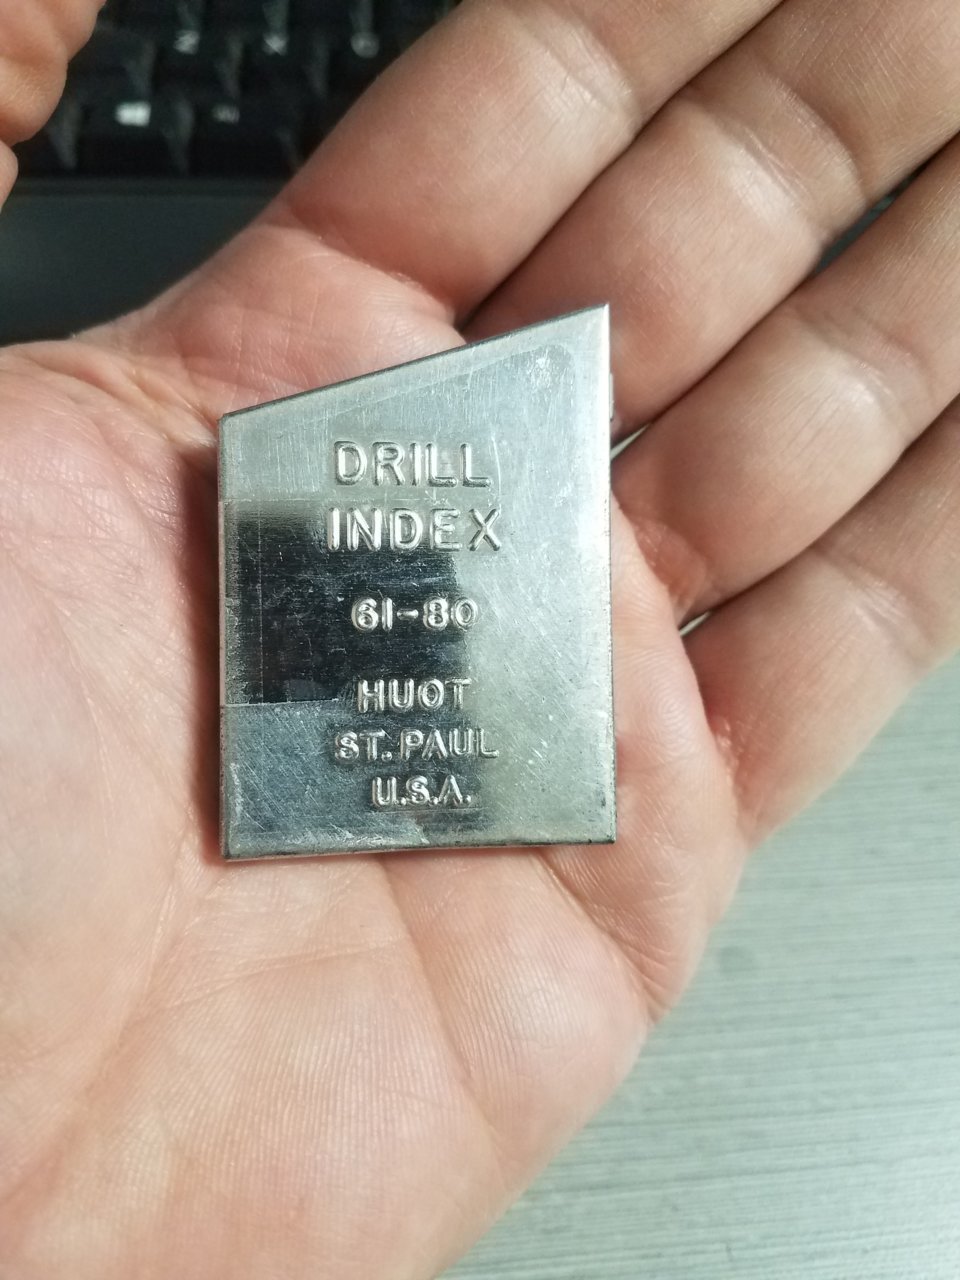 DRILL
INDEX
61-80
HUOT
ST. PAUL
U.S.A.